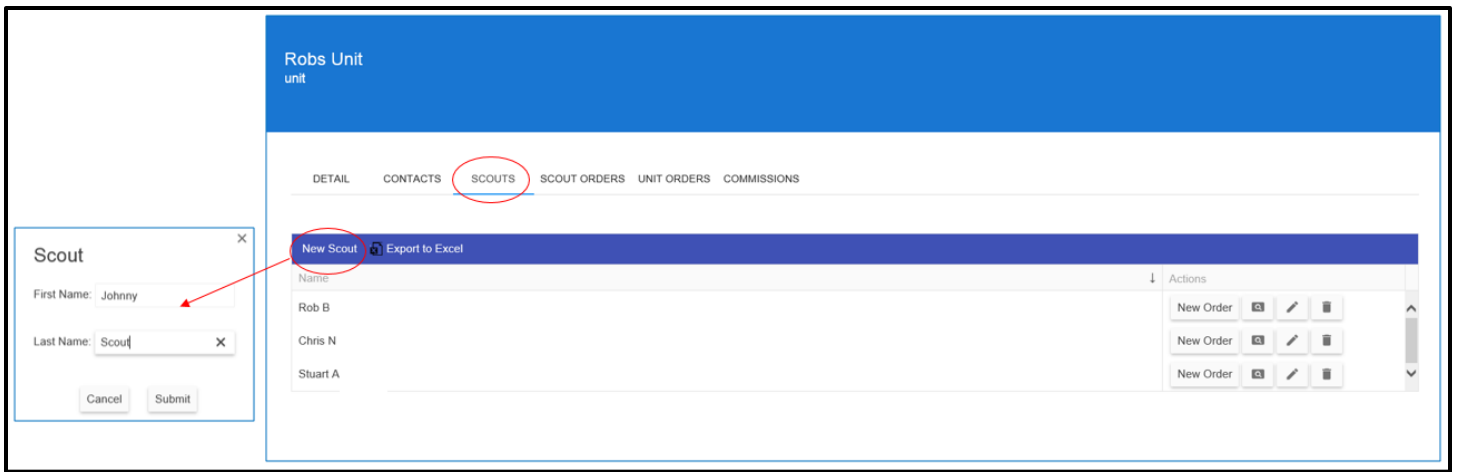 Robs Unit
unit
DETAIL CONTACTS SCOUTS SCOUT ORDERS UNIT ORDERS COMMISSIONS
New Scout Export to Excel
Name Actions
Rob B New Order
Chris N New Order
Stuart A New Order
Scout
First Name: Johnny
Last Name: Scout
Cancel Submit